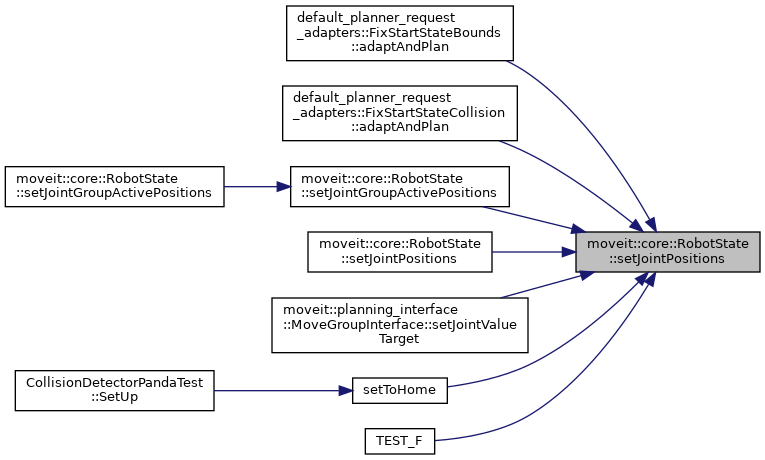 default_planner_request
_adapters::FixStartStateBounds
::adaptAndPlan
default_planner_request
_adapters::FixStartStateCollision
::adaptAndPlan
moveit::core::RobotState
::setJointGroupActivePositions
moveit::core::RobotState
::setJointGroupActivePositions
moveit::core::RobotState
::setJointPositions
moveit::core::RobotState
::setJointPositions
moveit::planning_interface
::MoveGroupInterface::setJointValue
Target
CollisionDetectorPandaTest
::SetUp
setToHome
TEST_F